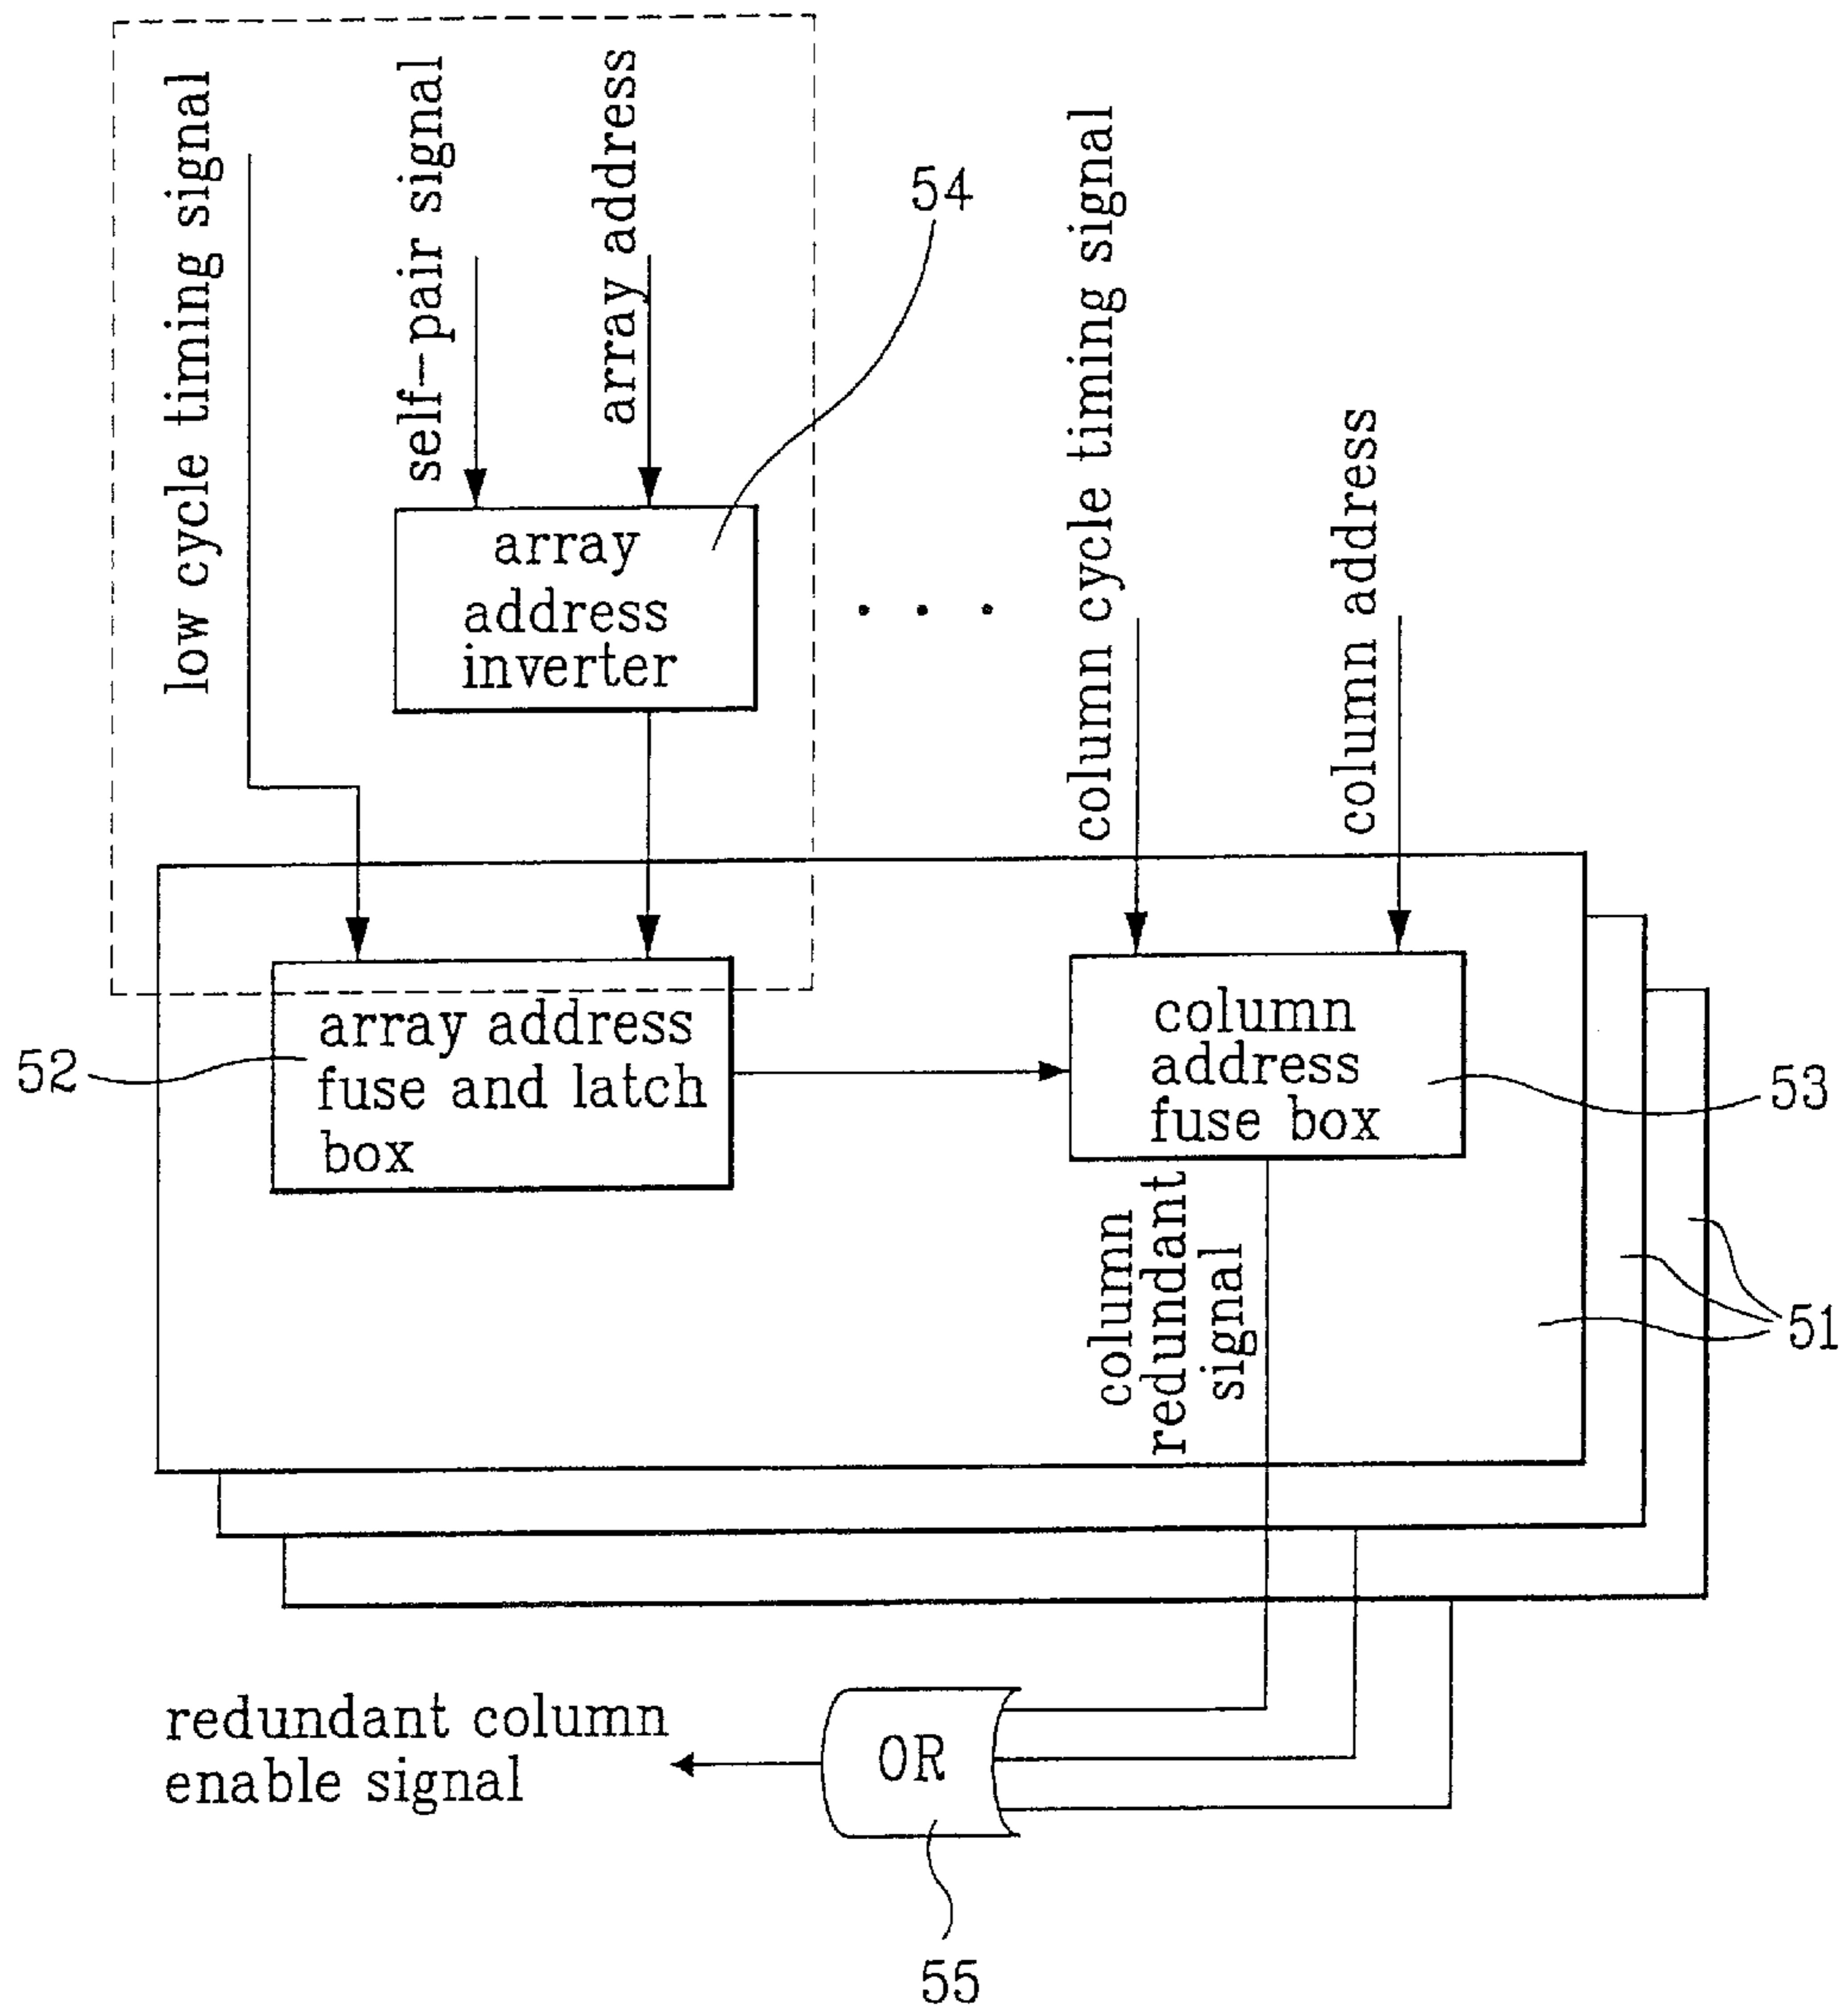 low cycle timing signal
self-pair signal
array address
54
column cycle timing signal
column address
array
address
inverter
52
array address
fuse and latch
box
column
address
fuse box
53
column
redundant
signal
51
redundant column
enable signal
OR
55